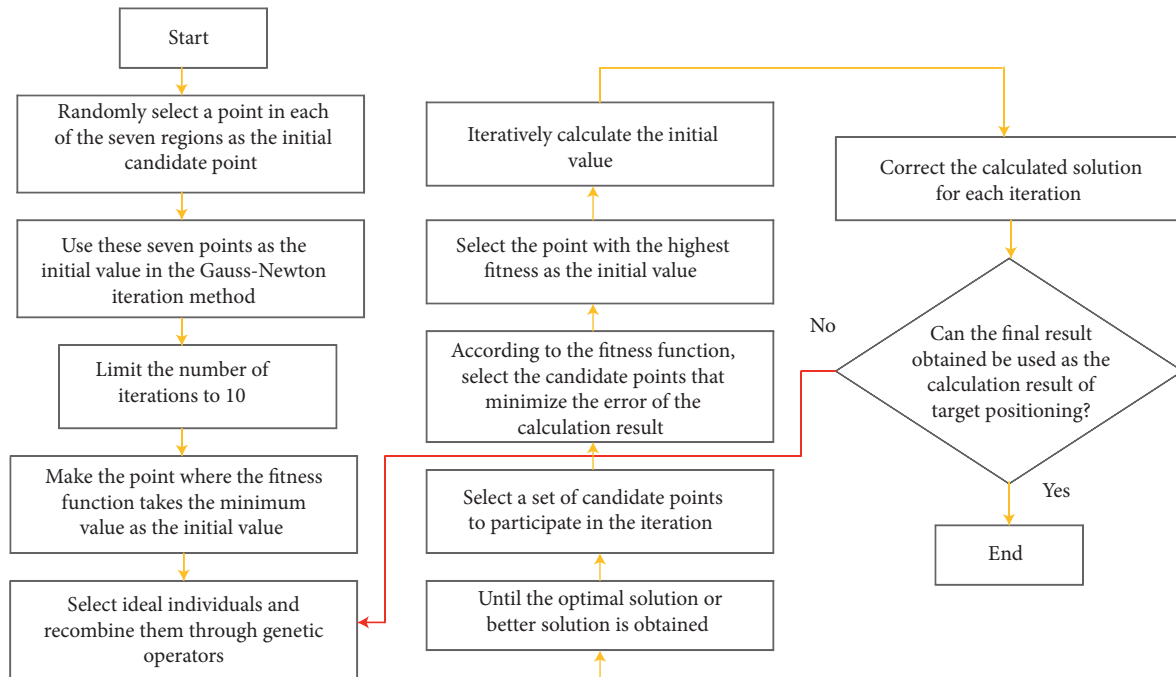 Start
Randomly select a point in each
of the seven regions as the initial
candidate point
Use these seven points as the
initial value in the Gauss-Newton
iteration method
Limit the number of
iterations to 10
Make the point where the fitness
function takes the minimum
value as the initial value
Select ideal individuals and
recombine them through genetic
operators
Iteratively calculate the initial
value
Select the point with the highest
fitness as the initial value
According to the fitness function,
select the candidate points that
minimize the error of the
calculation result
Select a set of candidate points
to participate in the iteration
Until the optimal solution or
better solution is obtained
Correct the calculated solution
for each iteration
No
Can the final result
obtained be used as the
calculation result of
target positioning?
Yes
End